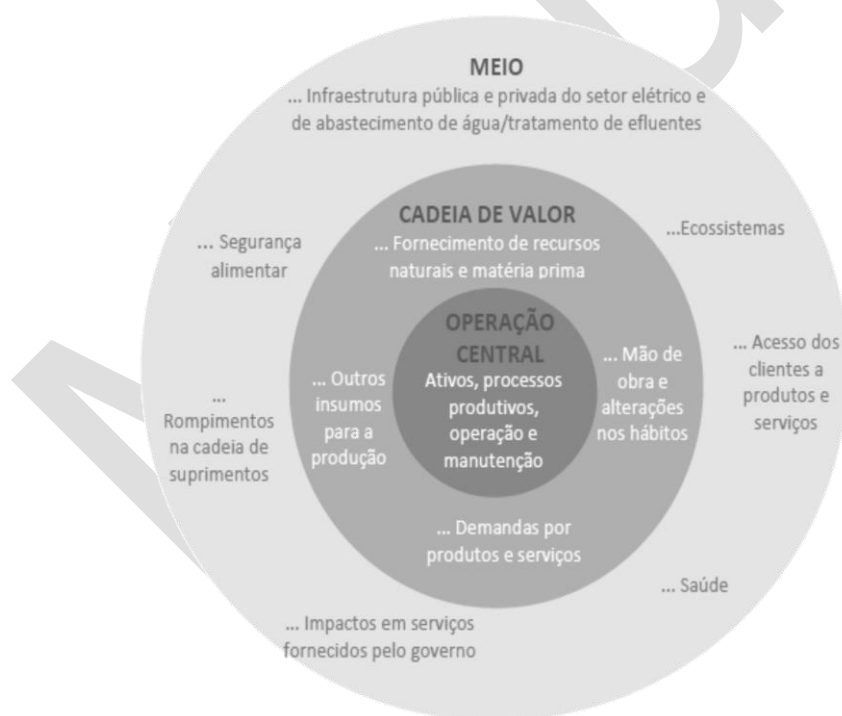 MEIO
... Infraestrutura pública e privada do setor elétrico e
de abastecimento de água/tratamento de efluentes
CADEIA DE VALOR
... Fornecimento de recursos
naturais e matéria prima
... Segurança
alimentar
...Ecossistemas
OPERAÇÃO
CENTRAL
Ativos, processos
produtivos,
operação e
manutenção
... Outros
insumos
para a
produção
... Mão de
obra e
alterações
nos hábitos
... Acesso dos
clientes a
produtos e
serviços
...
Rompimentos
na cadeia de
suprimentos
... Demandas por
produtos e serviços
... Saúde
... Impactos em serviços
fornecidos pelo governo